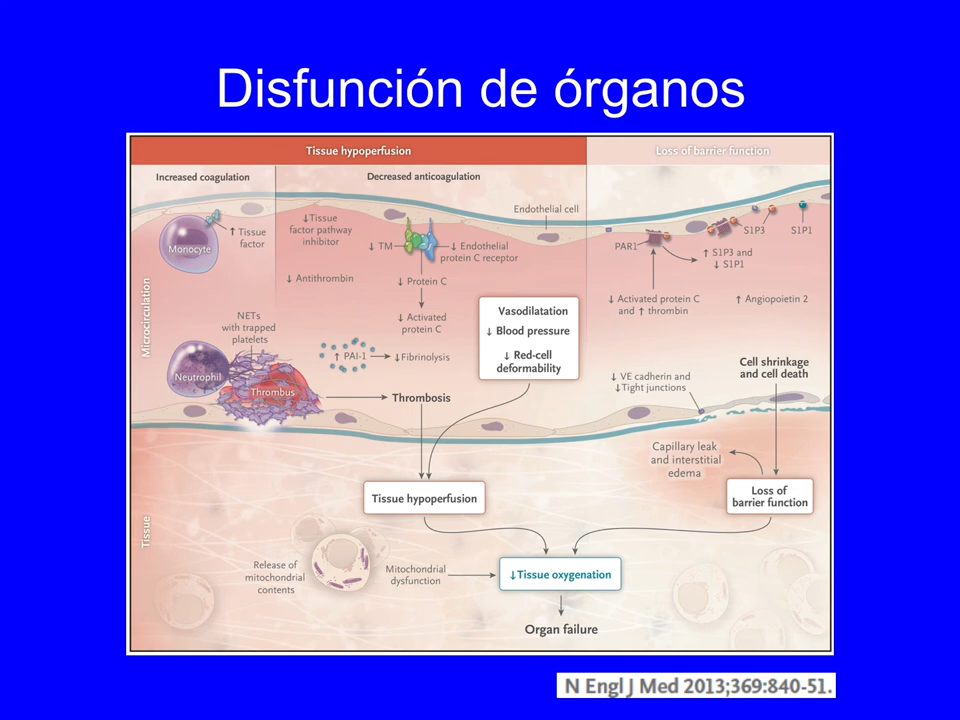 Disfunción de órganos
Tissue hypoperfusion
Loss of barrier function
Increased coagulation
Decreased anticoagulation
Monocyte
↑ Tissue
factor
↓Tissue
factor pathway
inhibitor
↓ Antithrombin
↓ TM
↓ Endothelial
protein C receptor
↓ Protein C
↓ Activated
protein C
Endothelial cell
PAR1
S1P3
S1P1
↑ S1P3 and
↓ S1P1
↓ Activated protein C
and ↑ thrombin
↑ Angiopoietin 2
Microcirculation
NETs
with trapped
platelets
Neutrophil
Thrombus
↑ PAI-1
↓Fibrinolysis
Thrombosis
Vasodilatation
↓ Blood pressure
↓ Red-cell
deformability
↓ VE cadherin and
↓Tight junctions
Cell shrinkage
and cell death
Capillary leak
and interstitial
edema
Loss of
barrier function
Tissue hypoperfusion
Tissue
Release of
mitochondrial
contents
Mitochondrial
dysfunction
↓Tissue oxygenation
Organ failure
N Engl J Med 2013;369:840-51.